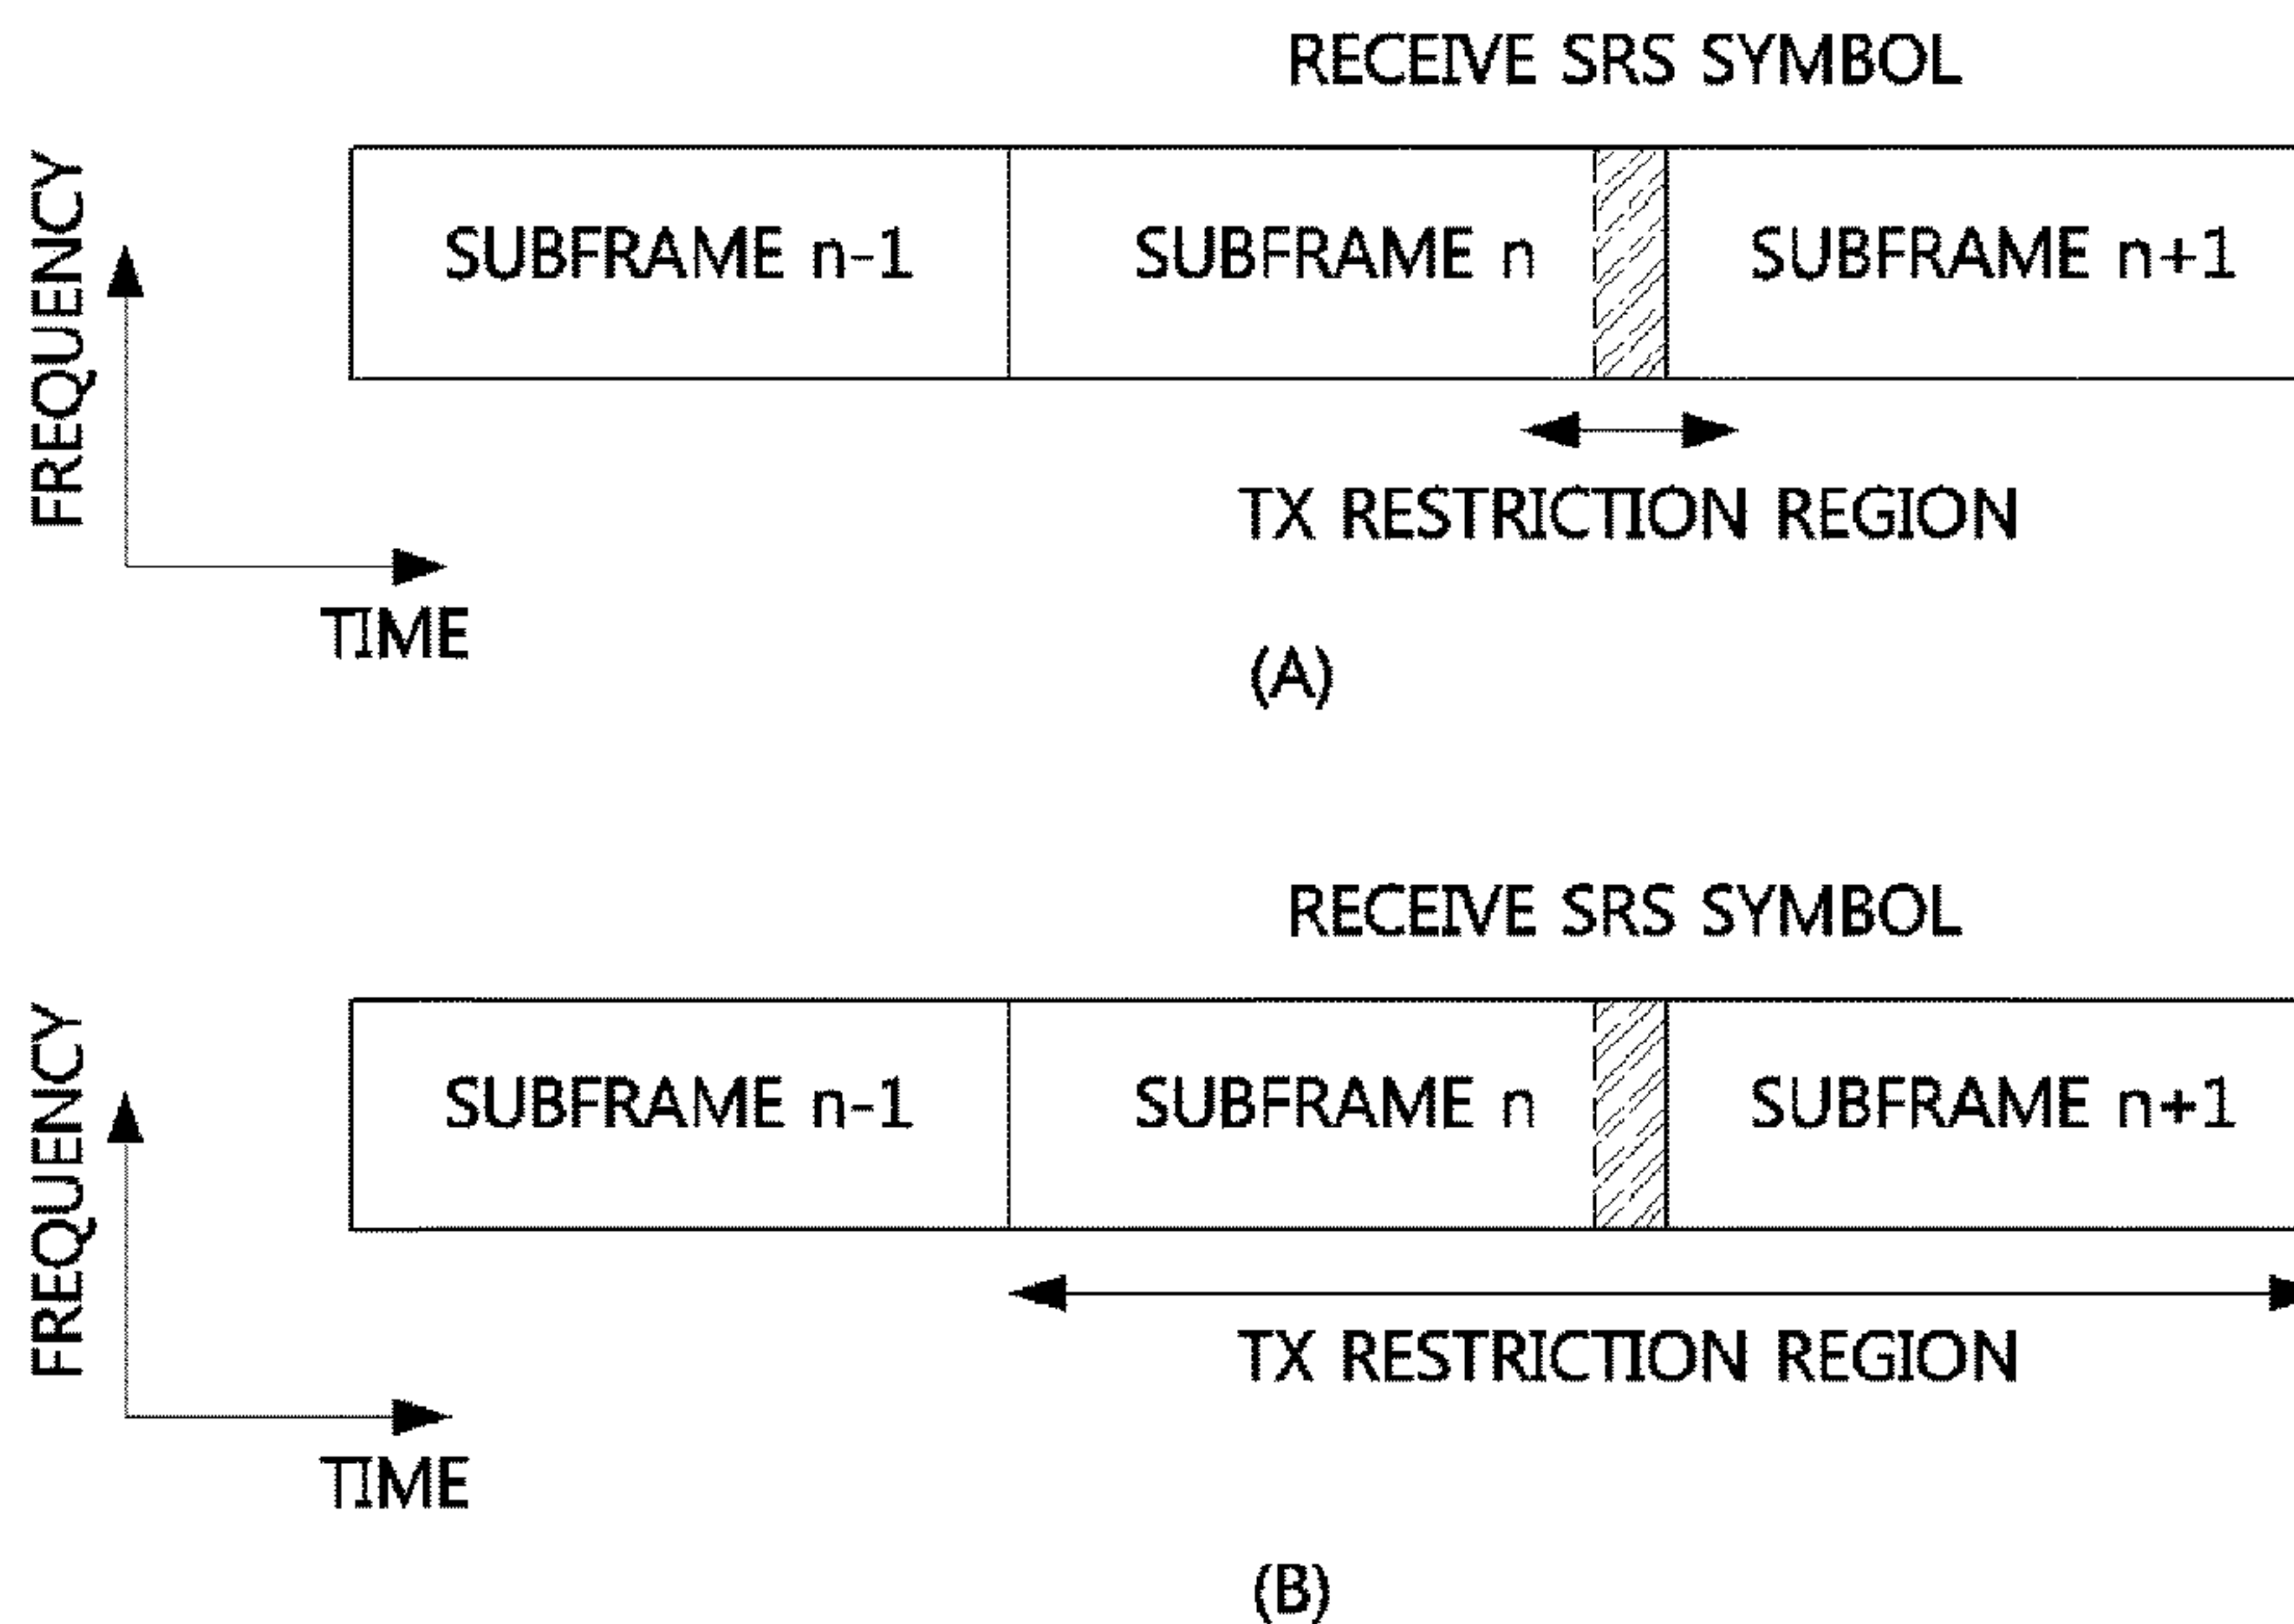 RECEIVE SRS SYMBOL
FREQUENCY
SUBFRAME n-1
SUBFRAME n
SUBFRAME n+1
TX RESTRICTION REGION
TIME
(A)
RECEIVE SRS SYMBOL
FREQUENCY
SUBFRAME n-1
SUBFRAME n
SUBFRAME n+1
TX RESTRICTION REGION
TIME
(B)